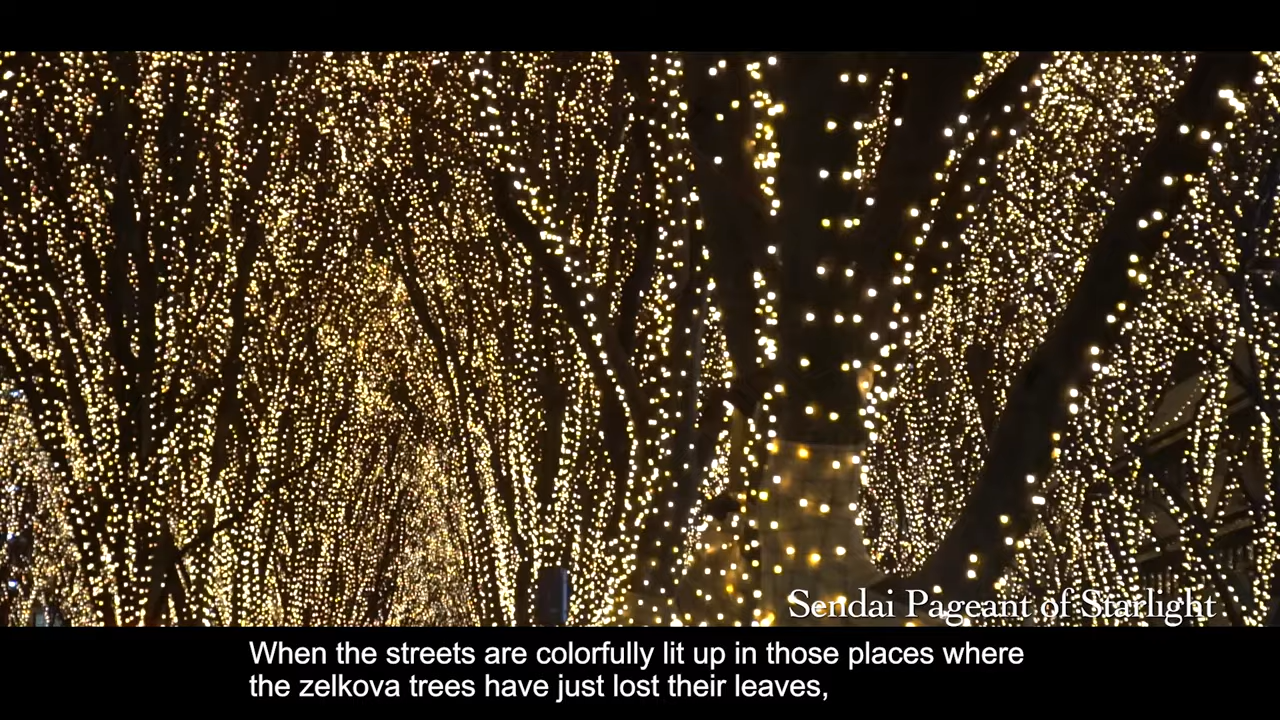 Sendai Pageant of Starlight
When the streets are colorfully lit up in those places where
the zelkova trees have just lost their leaves,